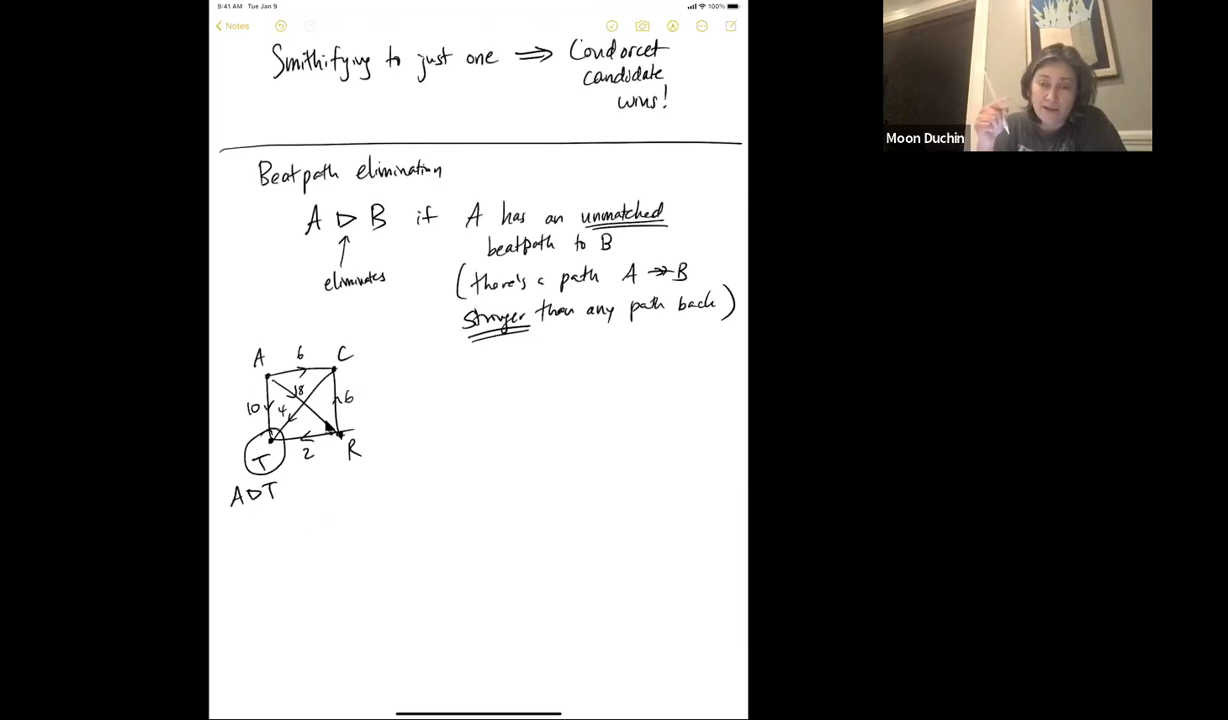 9:41 AM Tue Jan 9
100%
Notes
Smithifying to just one ⟹ Condorcet
candidate
wins!
Moon Duchin
Beatpath elimination
A ▷ B if A has an unmatched
beatpath to B
↑
eliminates
(there's a path A ↠ B
stronger than any path back)
A 6 C
10 4 18 6
T 2 R
A▷T